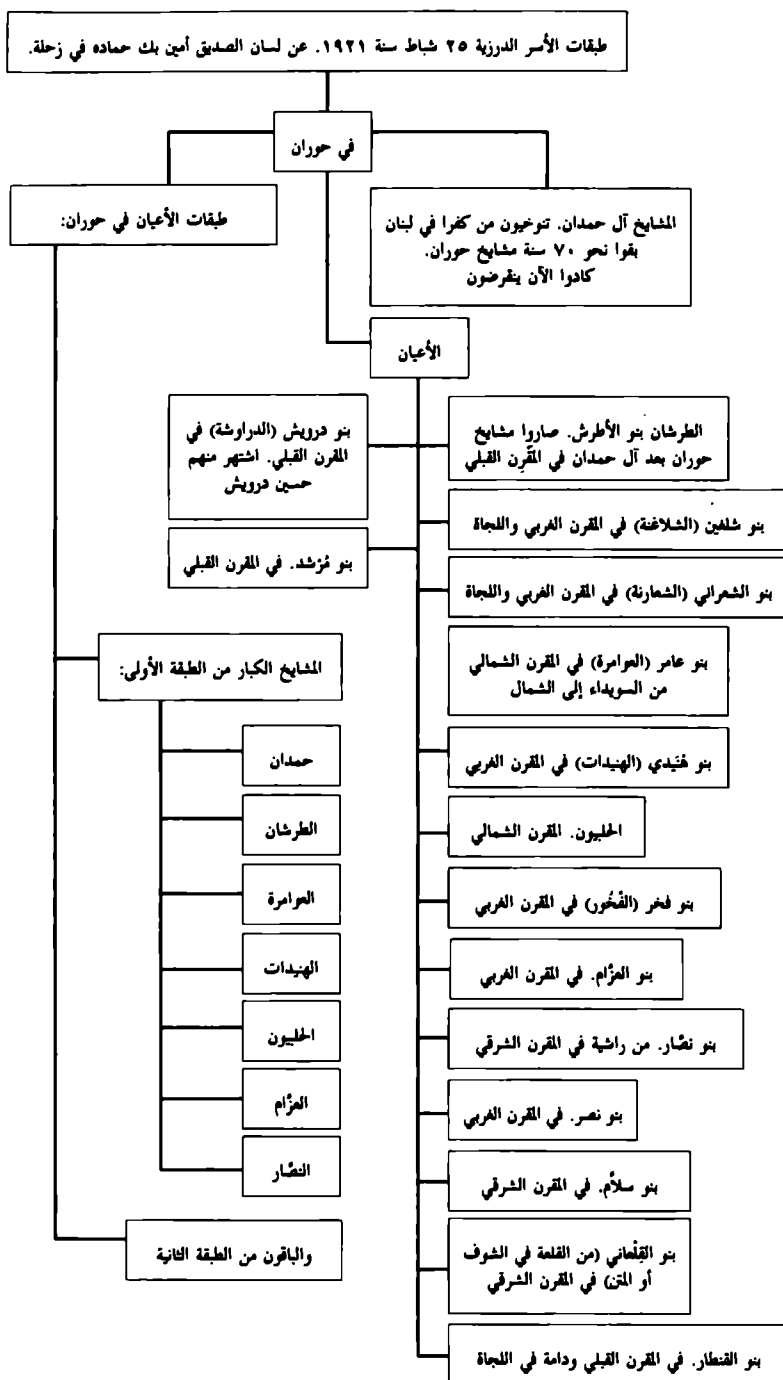 طبقات الأسر الدرزية ٢٥ شباط سنة ١٩٢١. عن لسان الصديق أمين بك حماده في زحلة.
في حوران
المشايخ آل حمدان. تنوخيون من كفرا في لبنان
بقوا نحو ٧٠ سنة مشايخ حوران.
كادوا الآن ينقرضون
طبقات الأعيان في حوران:
الأعيان
الطرشان بنو الأطرش. صاروا مشايخ
حوران بعد آل حمدان في المَقْرِن القبلي
بنو درويش (الدراوشة) في
المقرن القبلي. اشتهر منهم
حسين درويش
بنو شلغين (الشلاغنة) في المقرن الغربي واللجاة
بنو مُرْشد. في المقرن القبلي
بنو الشعراني (الشعارنة) في المقرن الغربي واللجاة
بنو عامر (العوامرة) في المقرن الشمالي
من السويداء إلى الشمال
بنو هُنَيدي (الهنيدات) في المقرن الغربي
الحلبيون. المقرن الشمالي
بنو فخر (الفُخُور) في المقرن الغربي
بنو العزَّام. في المقرن الغربي
بنو نصَّار. من راشية في المقرن الشرقي
بنو نصر. في المقرن الغربي
بنو سلاَّم. في المقرن الشرقي
بنو القِلْعاني (من القلعة في الشوف
أو المتن) في المقرن الشرقي
بنو القنطار. في المقرن القبلي ودامة في اللجاة
المشايخ الكبار من الطبقة الأولى:
حمدان
الطرشان
العوامرة
الهنيدات
الحلبيون
العزَّام
النصَّار
والباقون من الطبقة الثانية